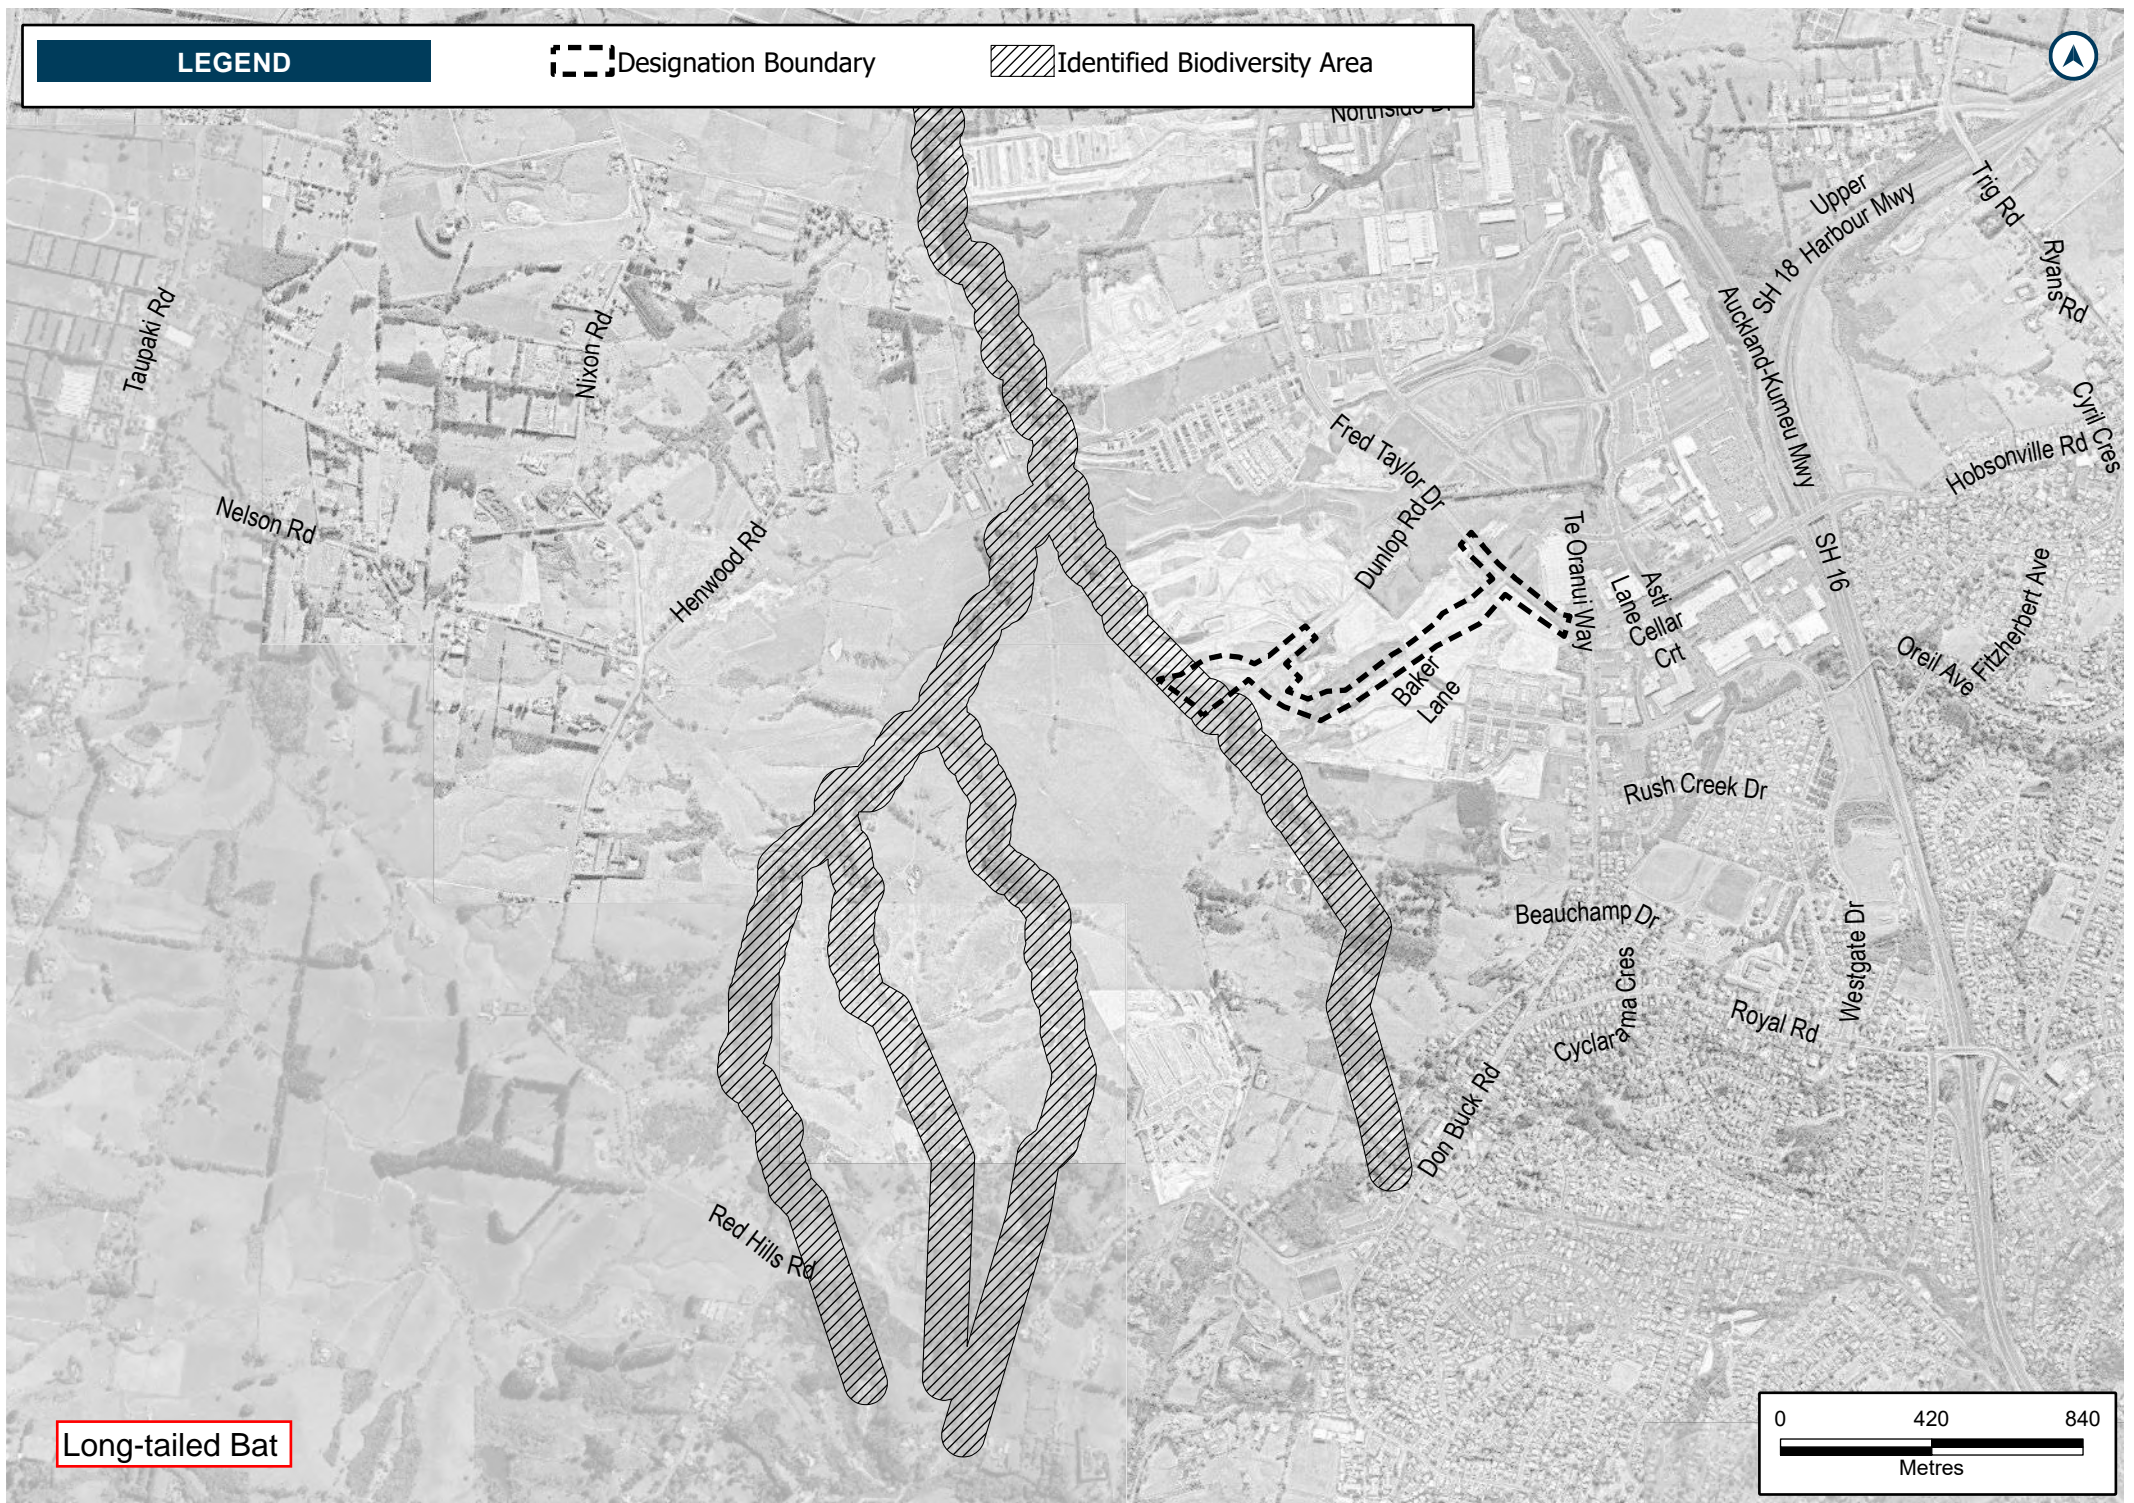 LEGEND
Designation Boundary
Identified Biodiversity Area
Northside Dr
Upper
Harbour Mwy
SH 18
Trig Rd
Ryans Rd
Taupaki Rd
Nixon Rd
Auckland-Kumeu Mwy
Cyril Cres
Hobsonville Rd
Fred Taylor Dr
Dunlop Rd
Nelson Rd
Henwood Rd
Te Oranui Way
Asti
Lane
Cellar
Crt
SH 16
Fitzherbert Ave
Oreil Ave
Baker
Lane
Rush Creek Dr
Beauchamp Dr
Cyclarama Cres
Westgate Dr
Royal Rd
Don Buck Rd
Red Hills Rd
Long-tailed Bat
0 420 840
Metres